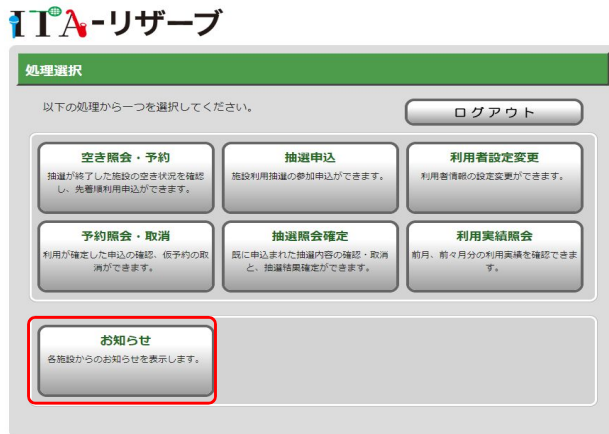 ITA-リザーブ
処理選択
以下の処理から一つを選択してください。
ログアウト
空き照会・予約
抽選が終了した施設の空き状況を確認
し、先着順利用申込ができます。
抽選申込
施設利用抽選の参加申込ができます。
利用者設定変更
利用者情報の設定変更ができます。
予約照会・取消
利用が確定した申込の確認、仮予約の取
消ができます。
抽選照会確定
既に申込まれた抽選内容の確認・取消
と、抽選結果確定ができます。
利用実績照会
前月、前々月分の利用実績を確認できま
す。
お知らせ
各施設からのお知らせを表示します。